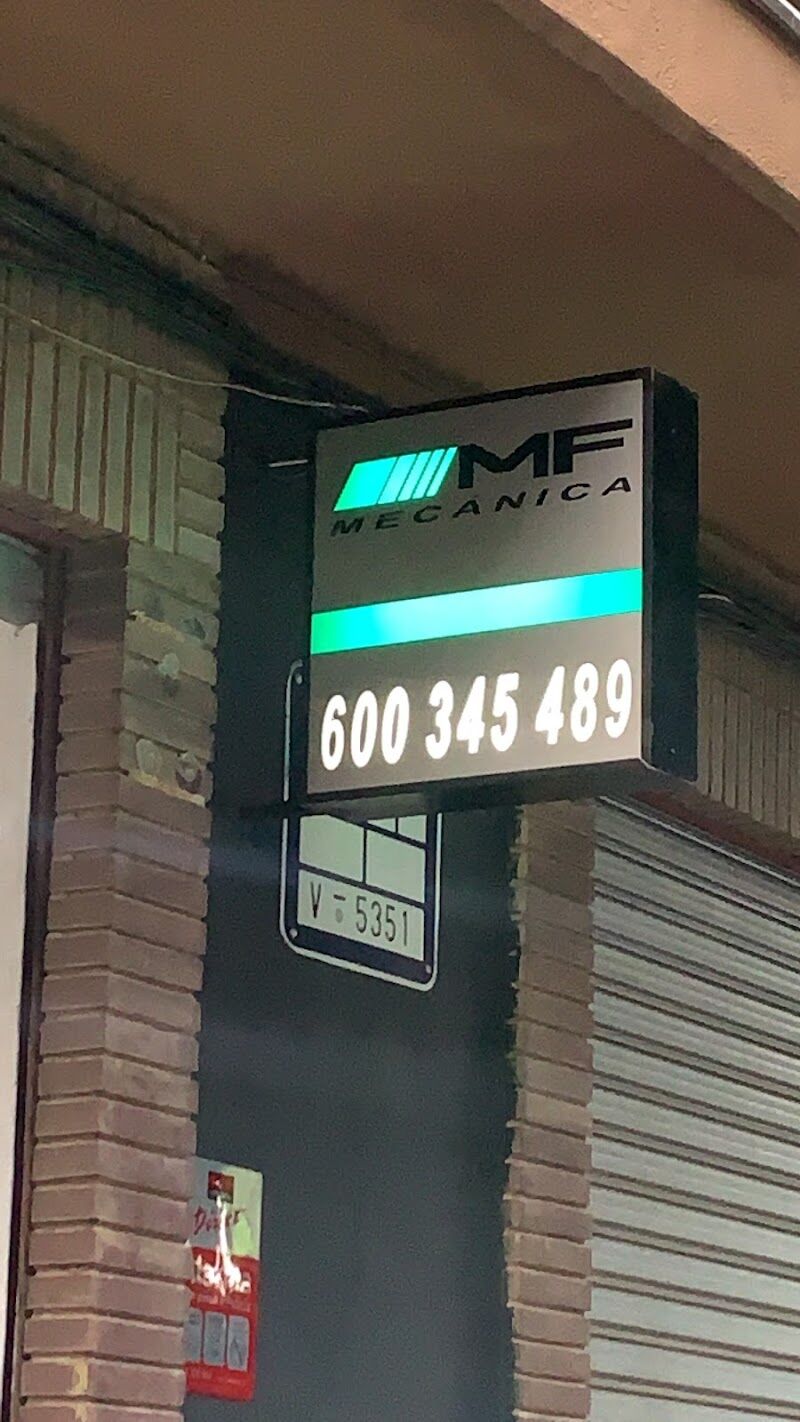 MF
MECANICA
600 345 489
V - 5351